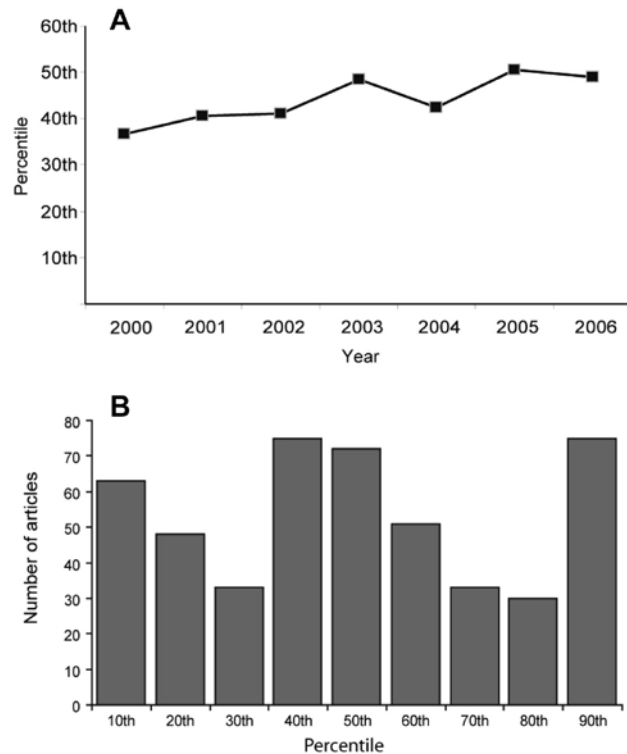 A
60th
50th
40th
30th
20th
10th
Percentile
2000 2001 2002 2003 2004 2005 2006
Year
B
80
70
60
50
40
30
20
10
0
Number of articles
10th 20th 30th 40th 50th 60th 70th 80th 90th
Percentile